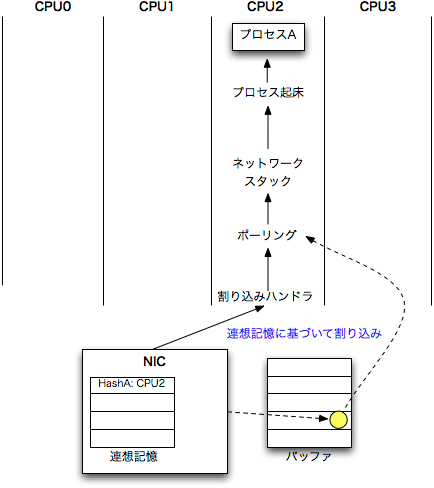 CPU0 CPU1 CPU2 CPU3
プロセスA
プロセス起床
ネットワーク
スタック
ポーリング
割り込みハンドラ
連想記憶に基づいて割り込み
NIC
HashA: CPU2
連想記憶
バッファ